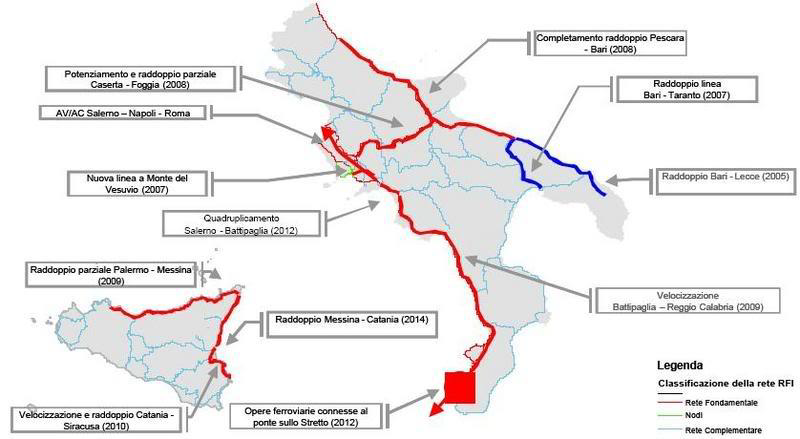 Completamento raddoppio Pescara
- Bari (2008)
Potenziamento e raddoppio parziale
Caserta - Foggia (2008)
Raddoppio linea
Bari - Taranto (2007)
AV/AC Salerno – Napoli - Roma
Nuova linea a Monte del
Vesuvio (2007)
Raddoppio Bari - Lecce (2005)
Quadruplicamento
Salerno - Battipaglia (2012)
Raddoppio parziale Palermo - Messina
(2009)
Velocizzazione
Battipaglia – Reggio Calabria (2009)
Raddoppio Messina - Catania (2014)
Velocizzazione e raddoppio Catania -
Siracusa (2010)
Opere ferroviarie connesse al
ponte sullo Stretto (2012)
Legenda
Classificazione della rete RFI
Rete Fondamentale
Nodi
Rete Complementare